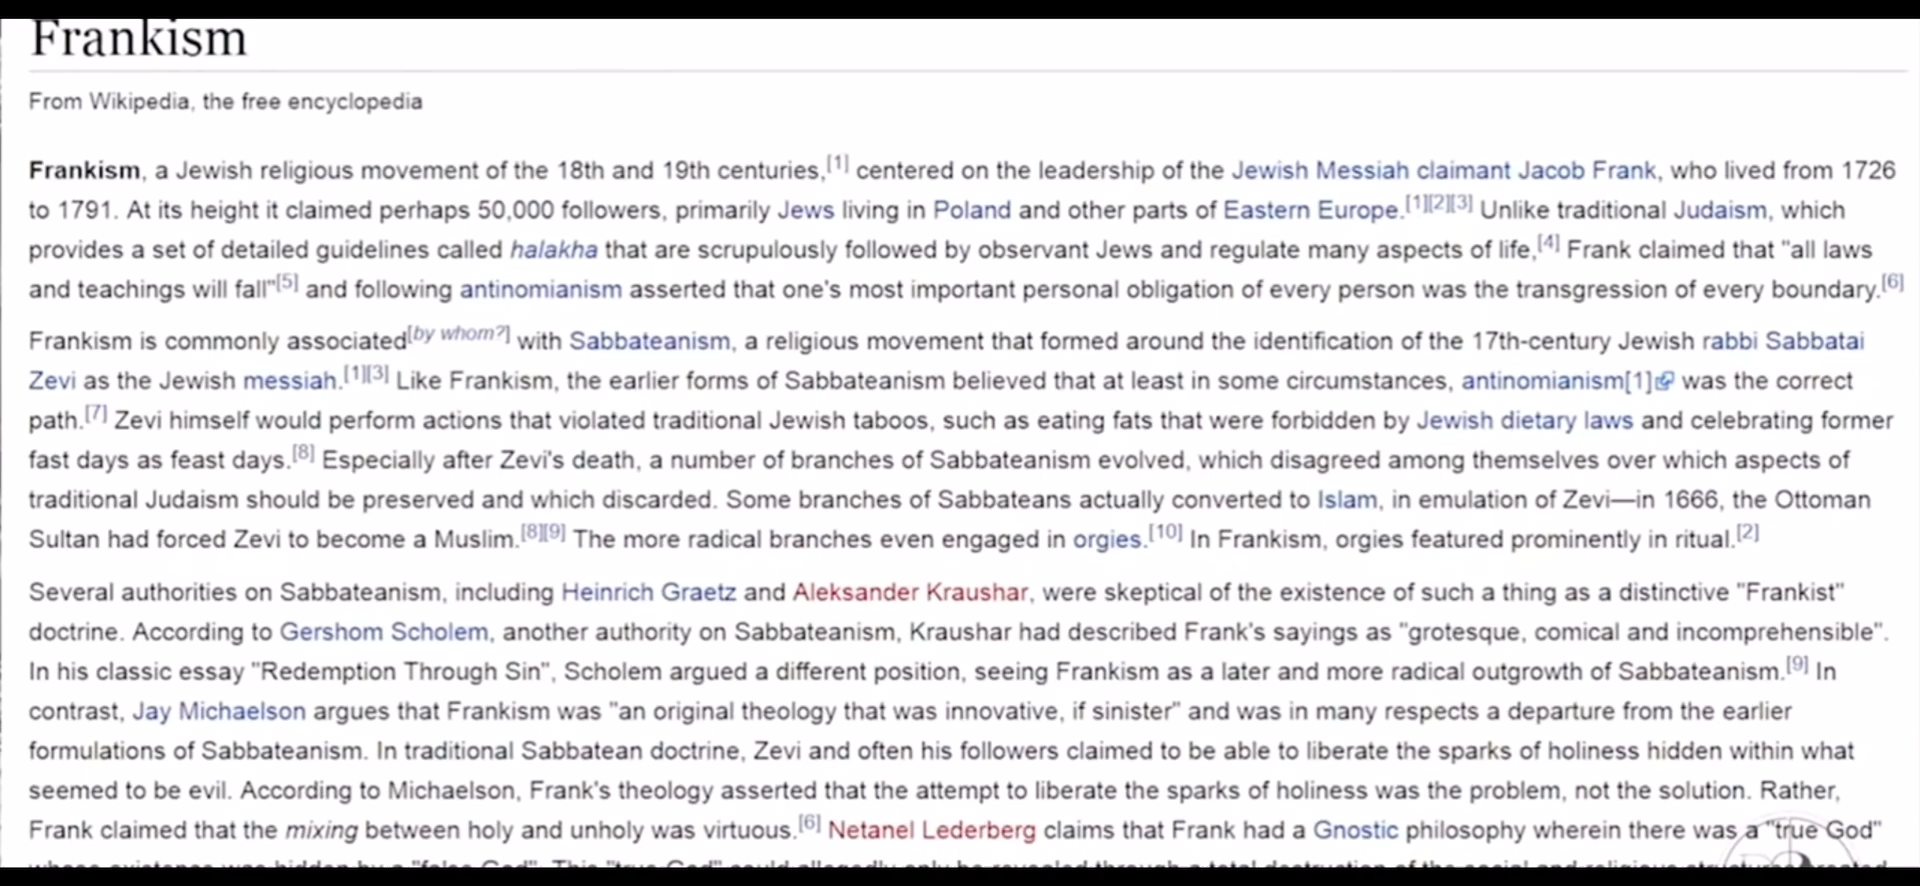 Frankism
From Wikipedia, the free encyclopedia
Frankism, a Jewish religious movement of the 18th and 19th centuries,[1] centered on the leadership of the Jewish Messiah claimant Jacob Frank, who lived from 1726
to 1791. At its height it claimed perhaps 50,000 followers, primarily Jews living in Poland and other parts of Eastern Europe.[1][2][3] Unlike traditional Judaism, which
provides a set of detailed guidelines called halakha that are scrupulously followed by observant Jews and regulate many aspects of life,[4] Frank claimed that "all laws
and teachings will fall"[5] and following antinomianism asserted that one's most important personal obligation of every person was the transgression of every boundary.[6]
Frankism is commonly associated[by whom?] with Sabbateanism, a religious movement that formed around the identification of the 17th-century Jewish rabbi Sabbatai
Zevi as the Jewish messiah.[1][3] Like Frankism, the earlier forms of Sabbateanism believed that at least in some circumstances, antinomianism[1] was the correct
path.[7] Zevi himself would perform actions that violated traditional Jewish taboos, such as eating fats that were forbidden by Jewish dietary laws and celebrating former
fast days as feast days.[8] Especially after Zevi's death, a number of branches of Sabbateanism evolved, which disagreed among themselves over which aspects of
traditional Judaism should be preserved and which discarded. Some branches of Sabbateans actually converted to Islam, in emulation of Zevi—in 1666, the Ottoman
Sultan had forced Zevi to become a Muslim.[8][9] The more radical branches even engaged in orgies.[10] In Frankism, orgies featured prominently in ritual.[2]
Several authorities on Sabbateanism, including Heinrich Graetz and Aleksander Kraushar, were skeptical of the existence of such a thing as a distinctive "Frankist"
doctrine. According to Gershom Scholem, another authority on Sabbateanism, Kraushar had described Frank's sayings as "grotesque, comical and incomprehensible".
In his classic essay "Redemption Through Sin", Scholem argued a different position, seeing Frankism as a later and more radical outgrowth of Sabbateanism.[9] In
contrast, Jay Michaelson argues that Frankism was "an original theology that was innovative, if sinister" and was in many respects a departure from the earlier
formulations of Sabbateanism. In traditional Sabbatean doctrine, Zevi and often his followers claimed to be able to liberate the sparks of holiness hidden within what
seemed to be evil. According to Michaelson, Frank's theology asserted that the attempt to liberate the sparks of holiness was the problem, not the solution. Rather,
Frank claimed that the mixing between holy and unholy was virtuous.[6] Netanel Lederberg claims that Frank had a Gnostic philosophy wherein there was a "true God"